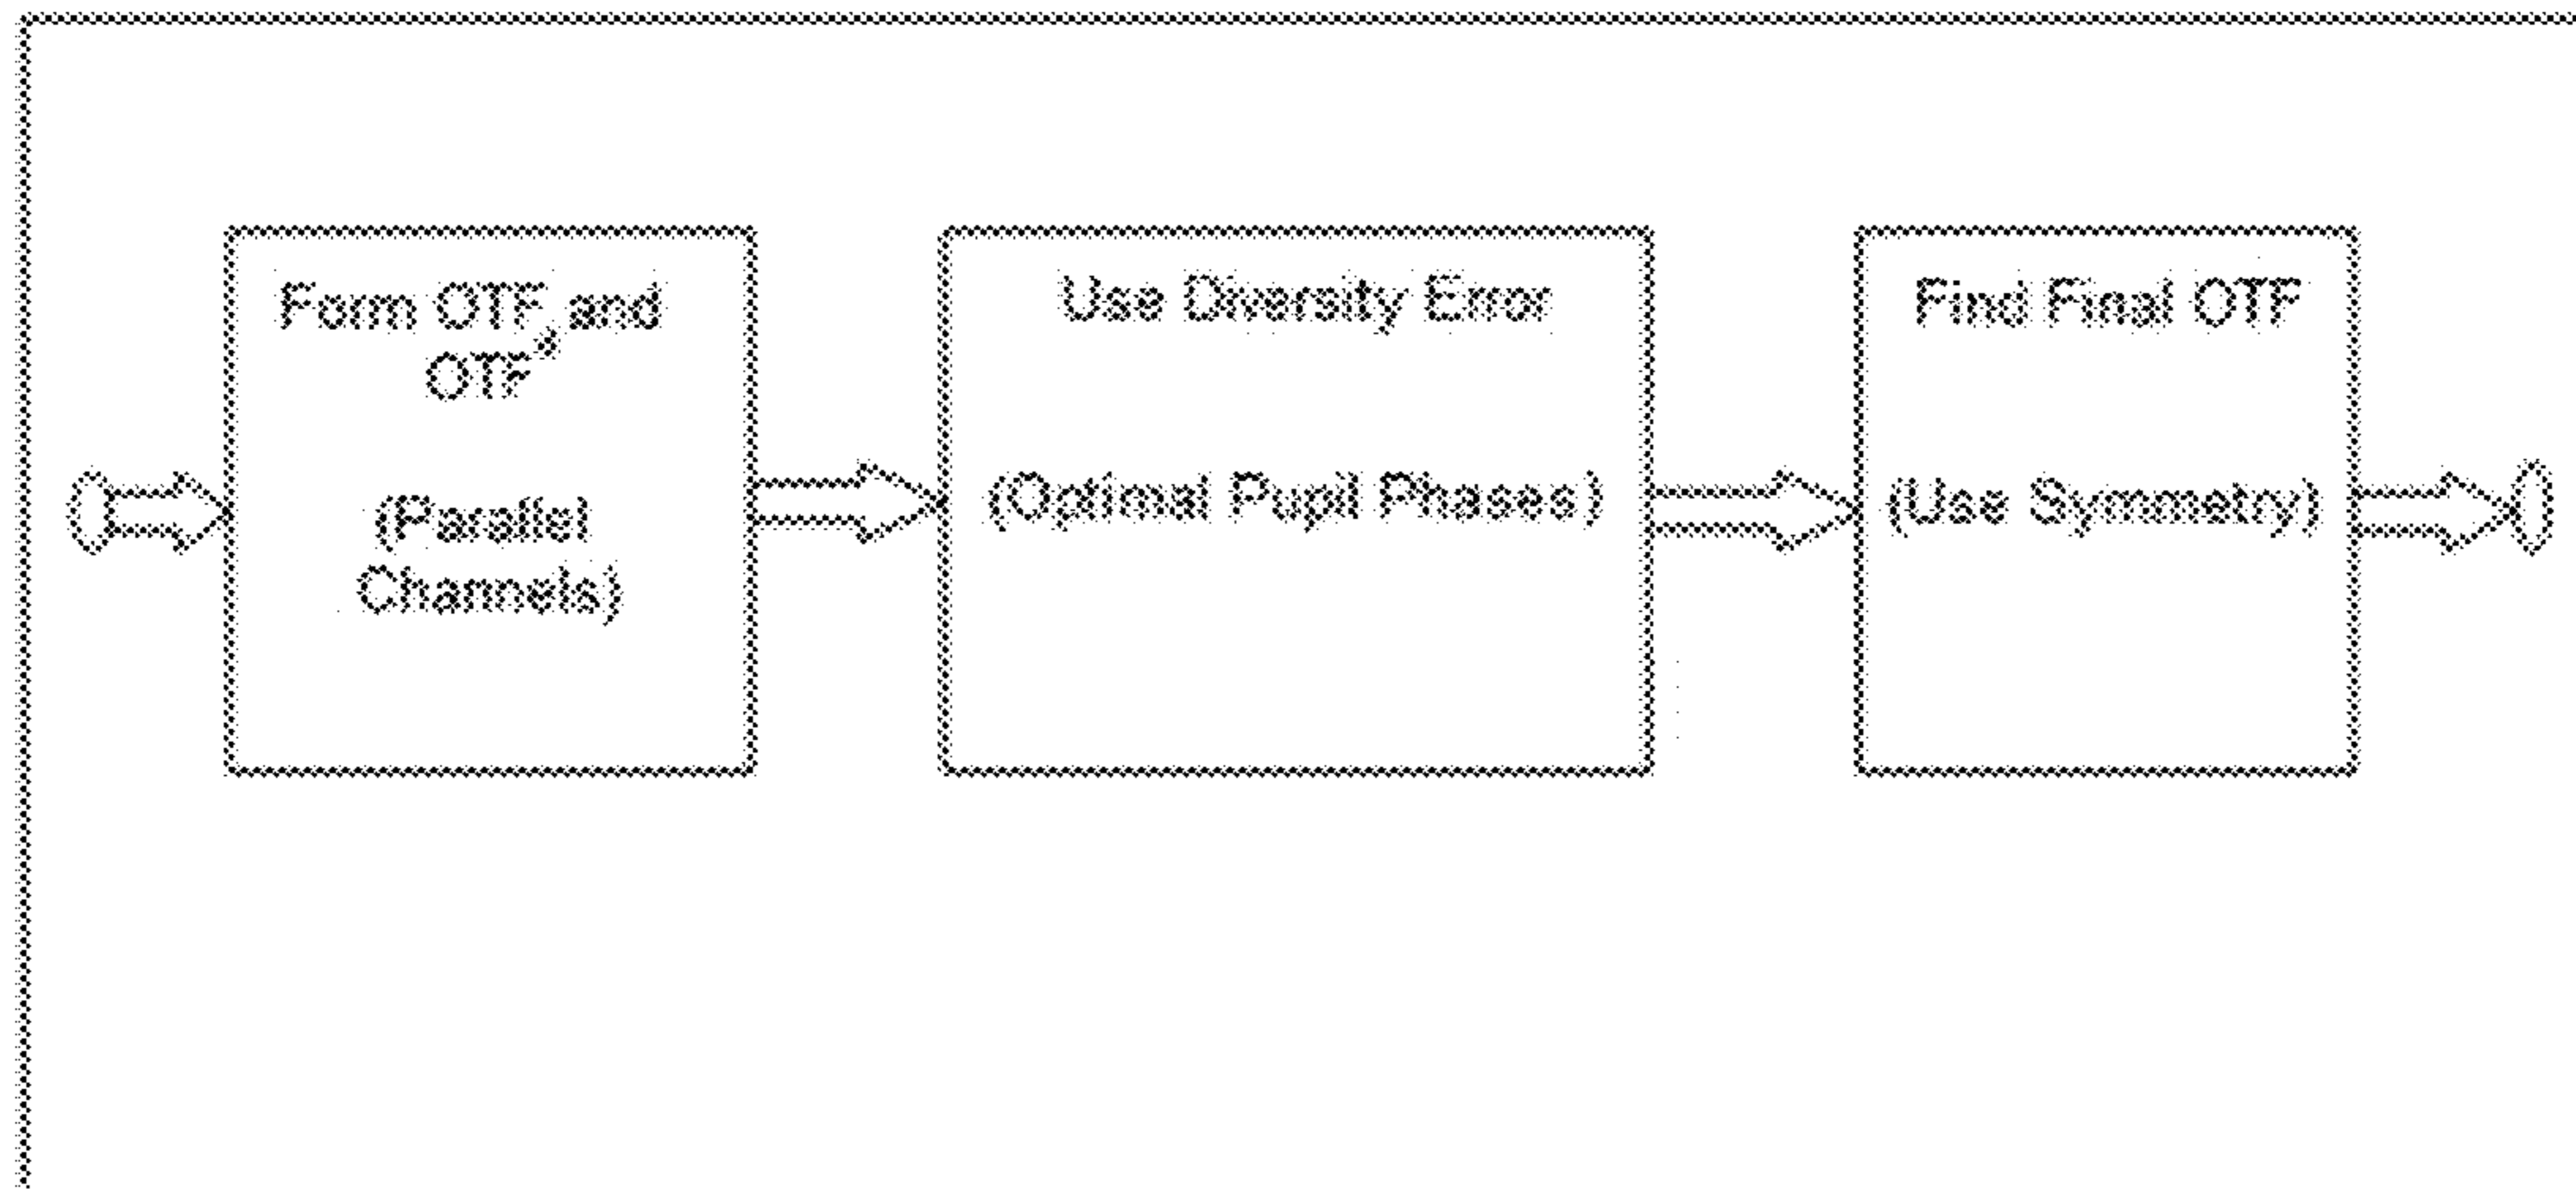 Form OTF and
OTF^d
(Parallel
Channels)
Use Diversity Error
(Optimal Pupil Phases)
Find Final OTF
(Use Symmetry)